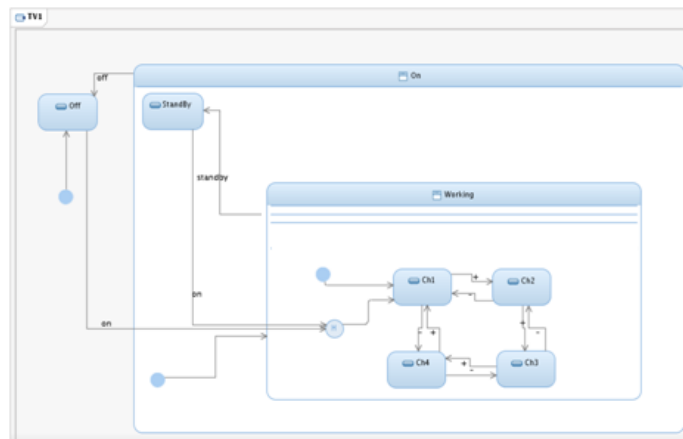 TV1
off
On
Off
StandBy
standby
Working
Ch1
+
Ch2
-
on
on
H
-
+
+
-
Ch4
+
-
Ch3